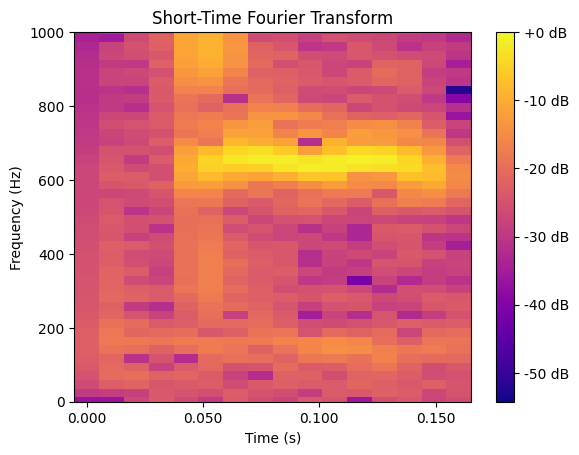 Short-Time Fourier Transform
1000
800
600
400
200
0
Frequency (Hz)
0.000
0.050
0.100
0.150
Time (s)
+0 dB
-10 dB
-20 dB
-30 dB
-40 dB
-50 dB